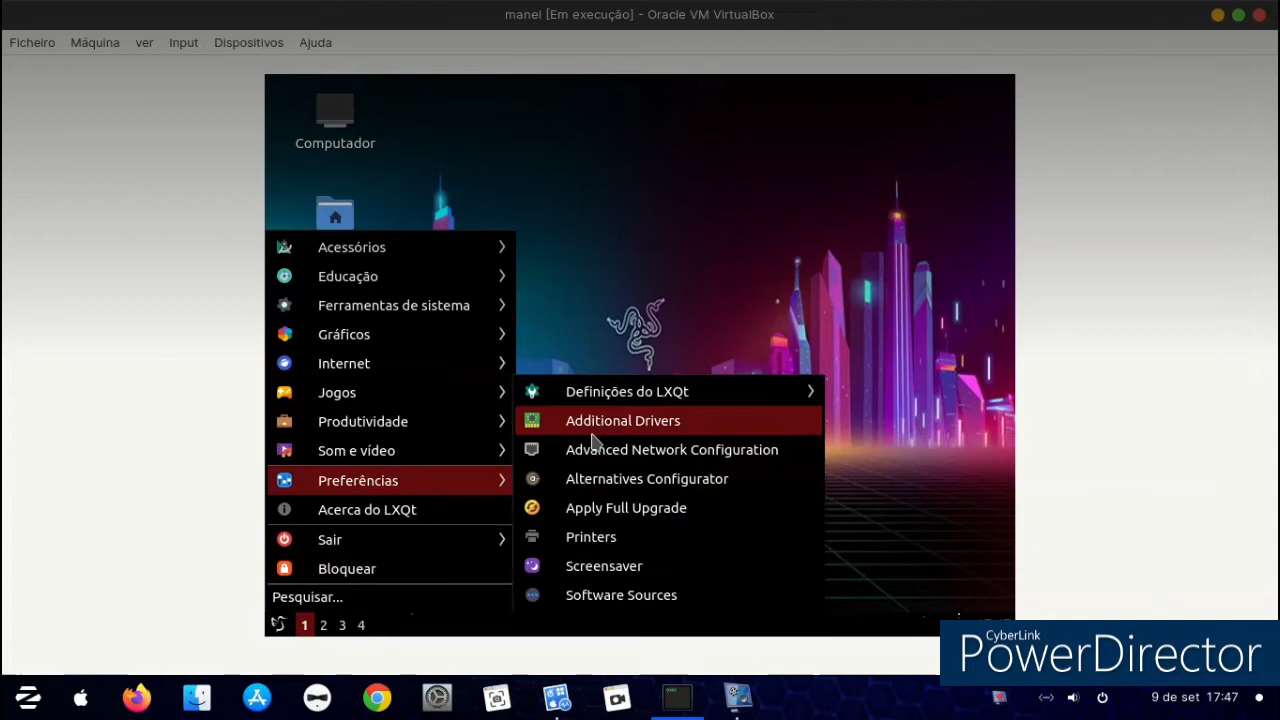 manel [Em execução] - Oracle VM VirtualBox
Ficheiro Máquina ver Input Dispositivos Ajuda
Computador
Acessórios
Educação
Ferramentas de sistema
Gráficos
Internet
Jogos
Produtividade
Som e vídeo
Preferências
Acerca do LXQt
Sair
Bloquear
Pesquisar...
Definições do LXQt
Additional Drivers
Advanced Network Configuration
Alternatives Configurator
Apply Full Upgrade
Printers
Screensaver
Software Sources
1 2 3 4
CyberLink
PowerDirector
9 de set 17:47